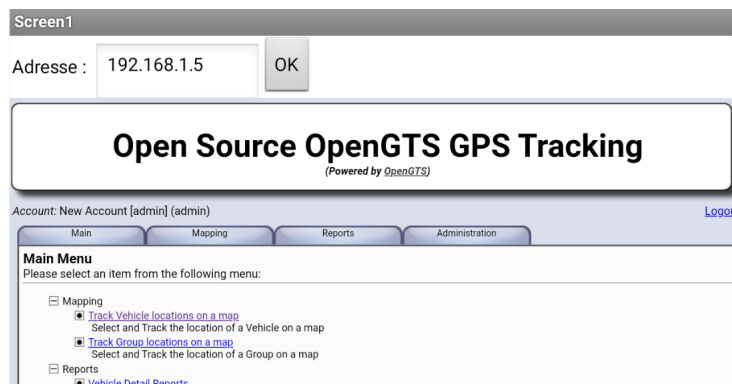 Screen1
Adresse : 192.168.1.5 OK
Open Source OpenGTS GPS Tracking
(Powered by OpenGTS)
Account: New Account [admin] (admin) Logou
Main Mapping Reports Administration
Main Menu
Please select an item from the following menu:
Mapping
Track Vehicle locations on a map
Select and Track the location of a Vehicle on a map
Track Group locations on a map
Select and Track the location of a Group on a map
Reports
Vehicle Detail Reports